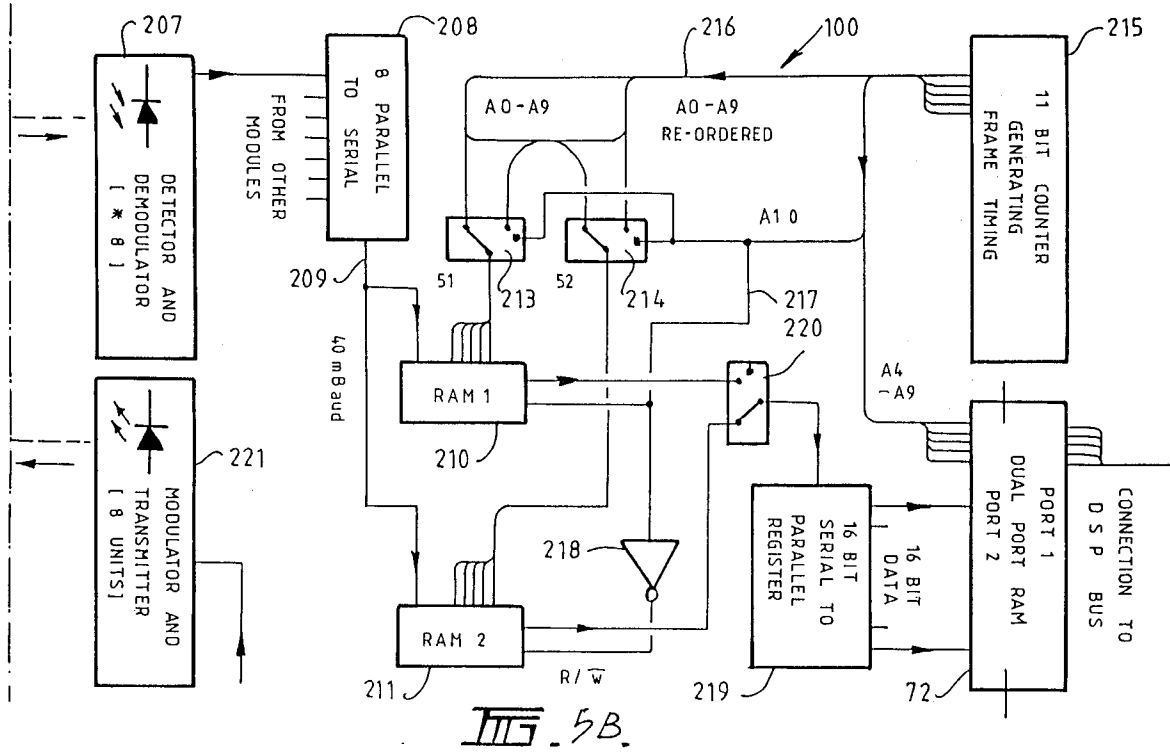 207
DETECTOR AND
DEMODULATOR
[ * 8 ]
208
8 PARALLEL
TO SERIAL
FROM OTHER
MODULES
209
40 mBaud
216
100
215
A0-A9
A0-A9
RE-ORDERED
11 BIT COUNTER
GENERATING
FRAME TIMING
A10
51
213
52
214
217
220
A4
-A9
RAM 1
210
221
MODULATOR AND
TRANSMITTER
[ 8 UNITS]
218
16 BIT
SERIAL TO
PARALLEL
REGISTER
16 BIT
DATA
PORT 1
DUAL PORT RAM
PORT 2
CONNECTION TO
DSP BUS
RAM 2
211
R/W̅
219
72
FIG. 5B.